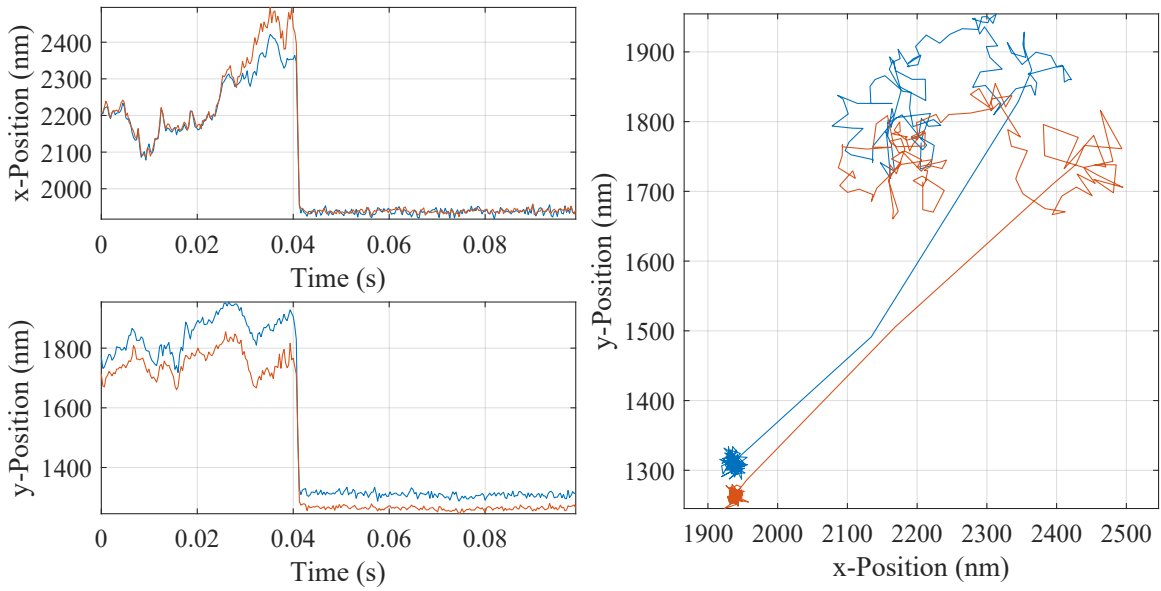 2400
2300
2200
2100
2000
x-Position (nm)
0 0.02 0.04 0.06 0.08
Time (s)
1800
1600
1400
y-Position (nm)
0 0.02 0.04 0.06 0.08
Time (s)
1900
1800
1700
1600
1500
1400
1300
y-Position (nm)
1900 2000 2100 2200 2300 2400 2500
x-Position (nm)